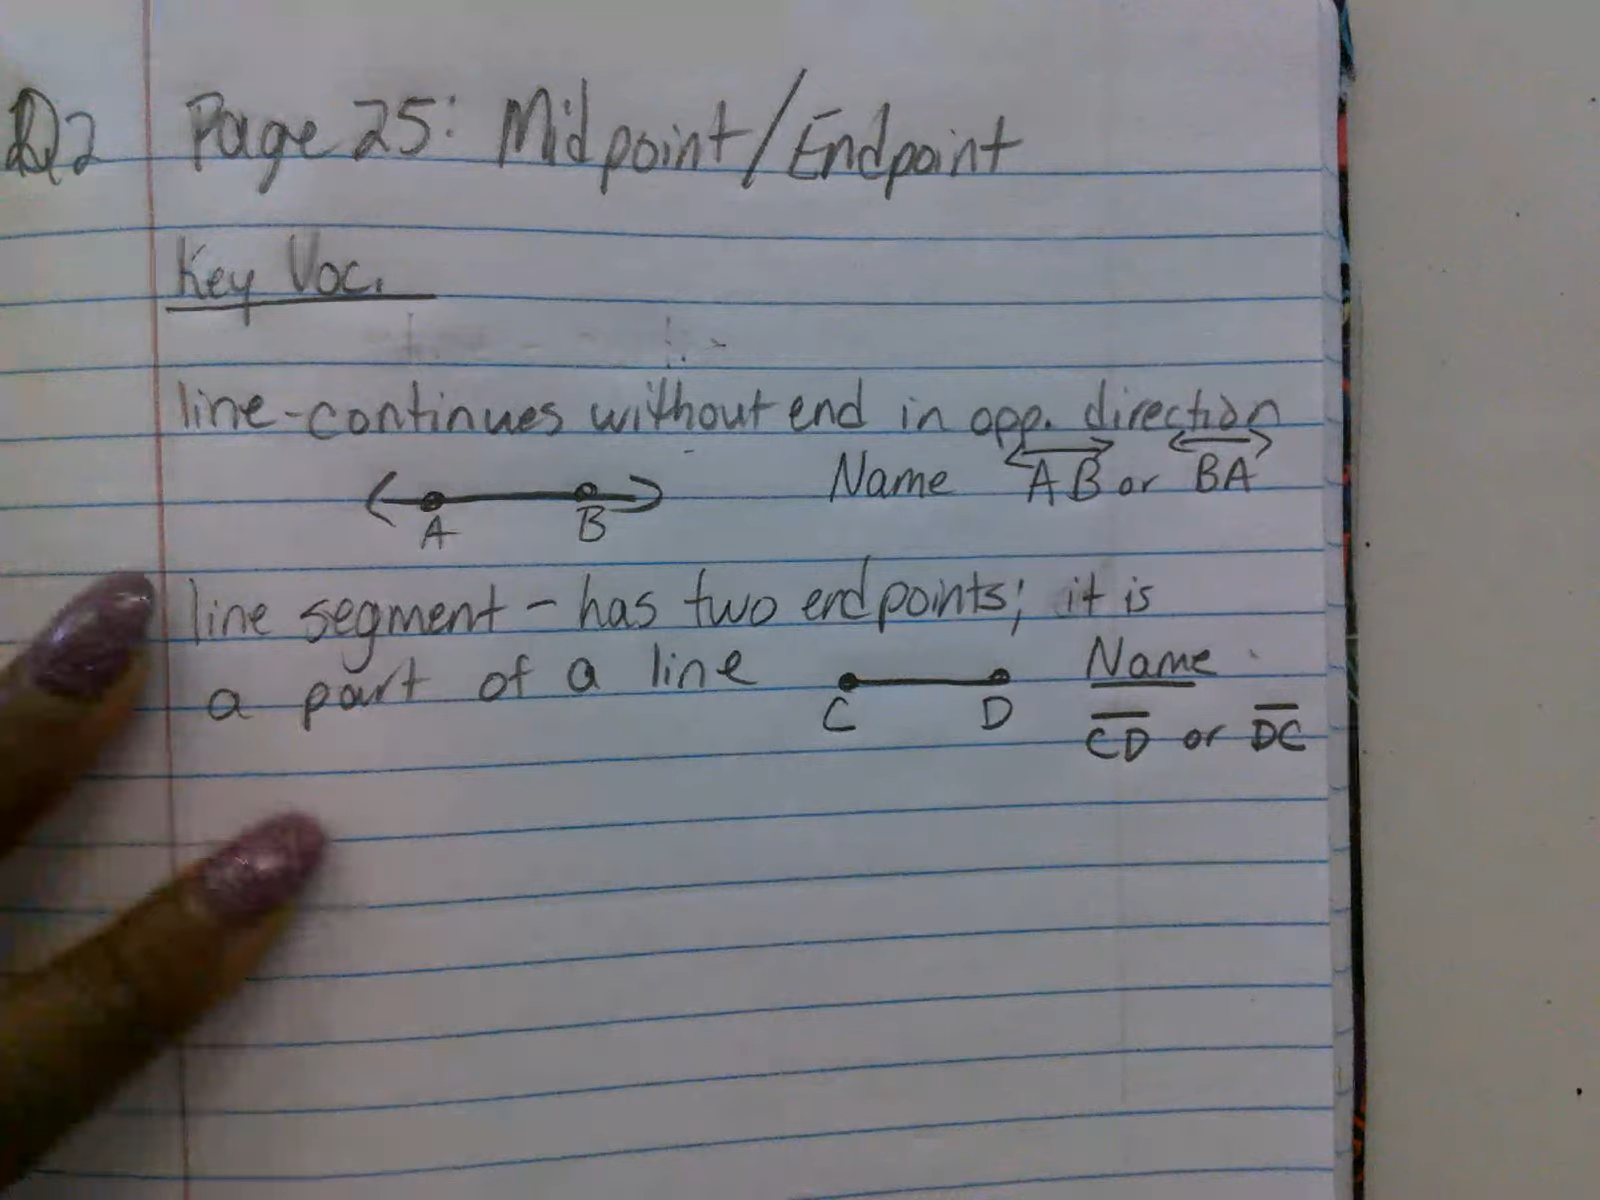 Q2 Page 25: Midpoint/Endpoint
Key Voc.
line-continues without end in opp. direction
A B
Name AB or BA
line segment - has two endpoints; it is
a part of a line
C D
Name
CD or DC